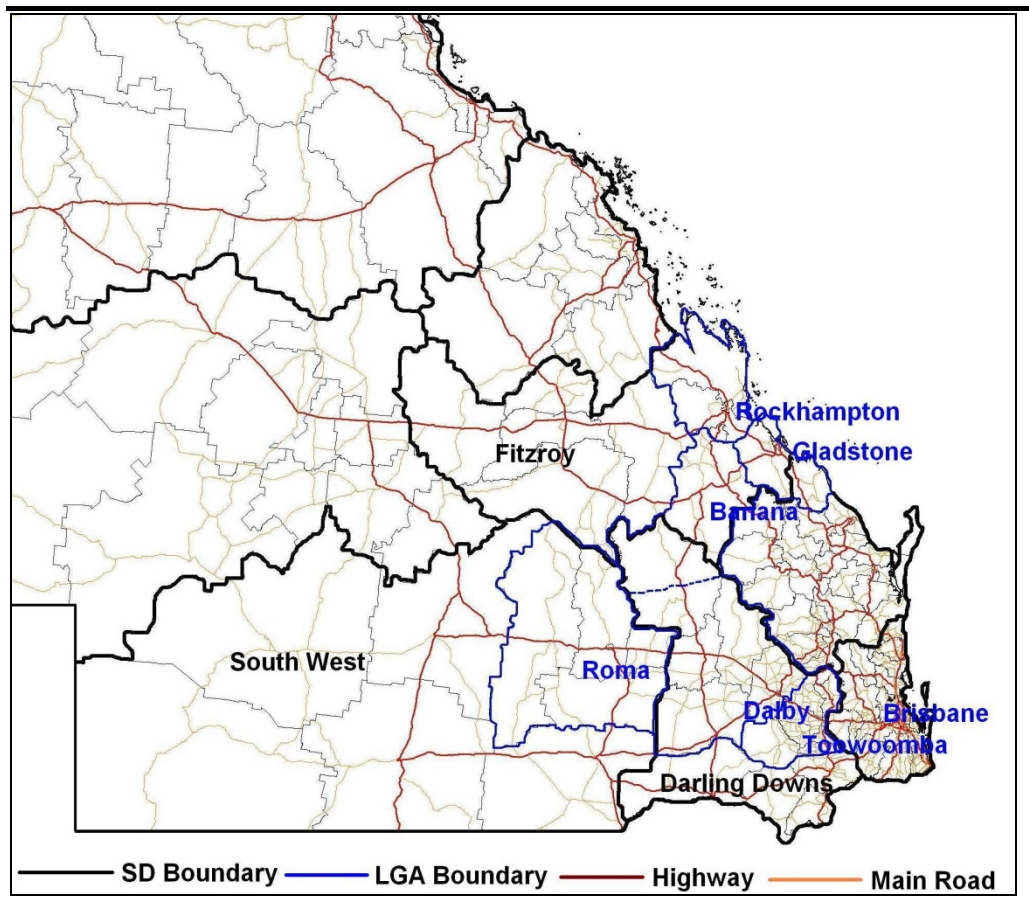 Rockhampton
Gladstone
Fitzroy
Banana
South West
Roma
Dalby
Brisbane
Toowoomba
Darling Downs
SD Boundary LGA Boundary Highway Main Road